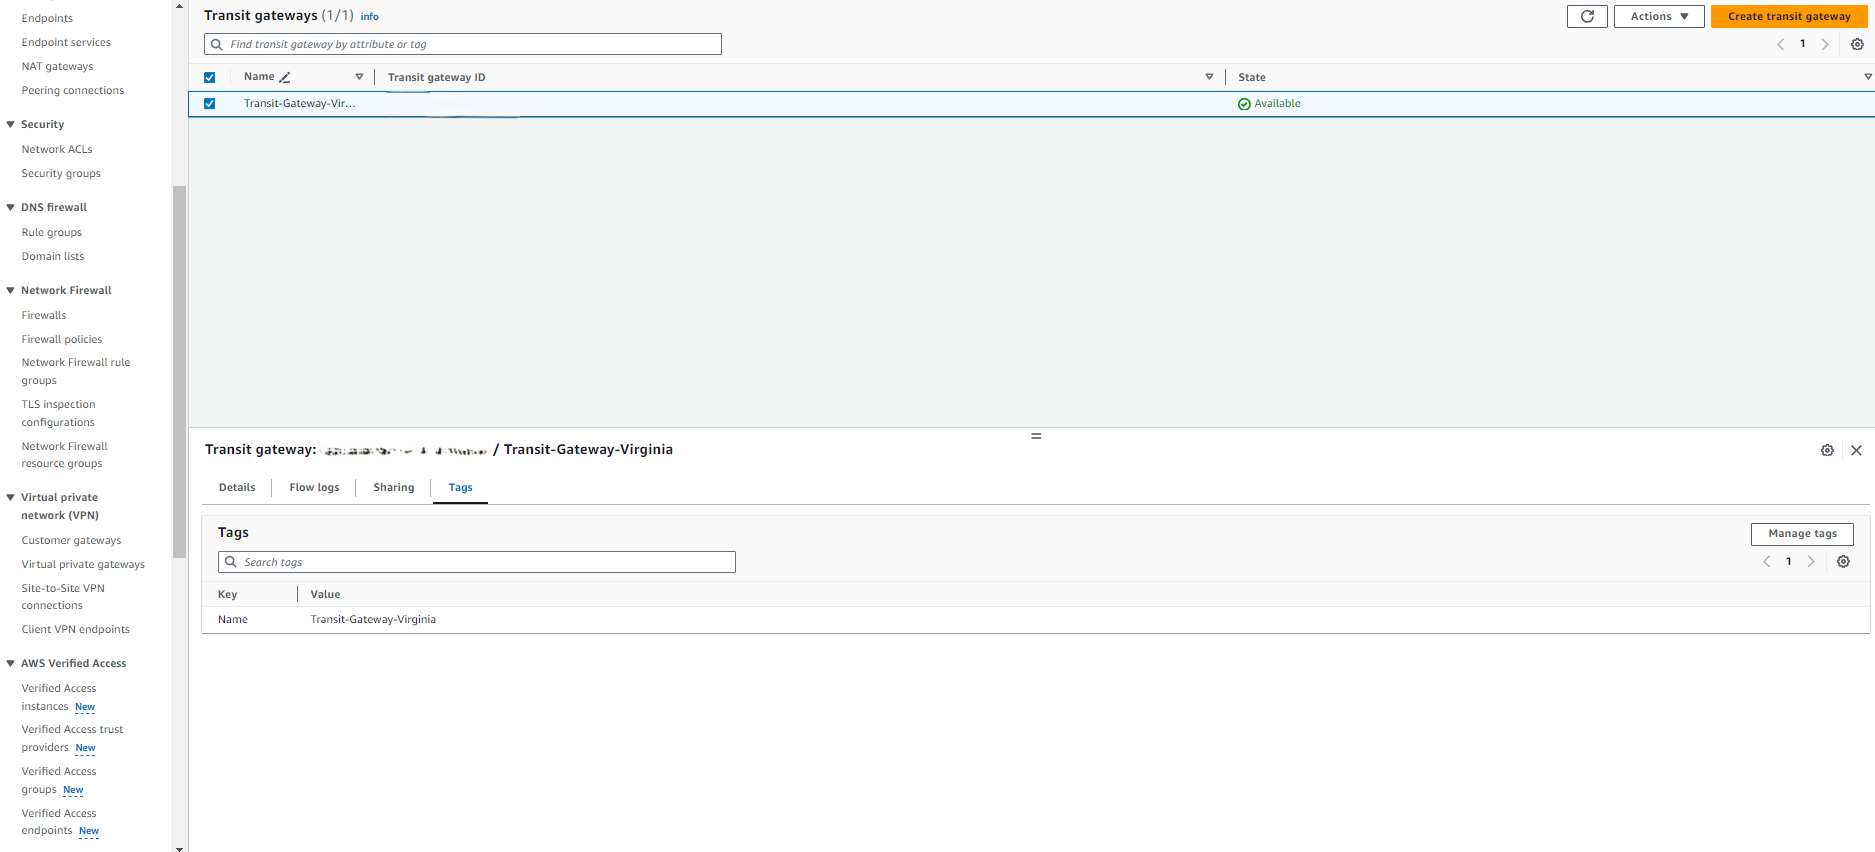 Endpoints
Endpoint services
NAT gateways
Peering connections
Security
Network ACLs
Security groups
DNS firewall
Rule groups
Domain lists
Network Firewall
Firewalls
Firewall policies
Network Firewall rule
groups
TLS inspection
configurations
Network Firewall
resource groups
Virtual private
network (VPN)
Customer gateways
Virtual private gateways
Site-to-Site VPN
connections
Client VPN endpoints
AWS Verified Access
Verified Access
instances New
Verified Access trust
providers New
Verified Access
groups New
Verified Access
endpoints New
Transit gateways (1/1) info
Actions
Create transit gateway
Find transit gateway by attribute or tag
1
Name
Transit gateway ID
State
Transit-Gateway-Vir...
Available
Transit gateway: / Transit-Gateway-Virginia
Details
Flow logs
Sharing
Tags
Tags
Manage tags
Search tags
1
Key
Value
Name
Transit-Gateway-Virginia